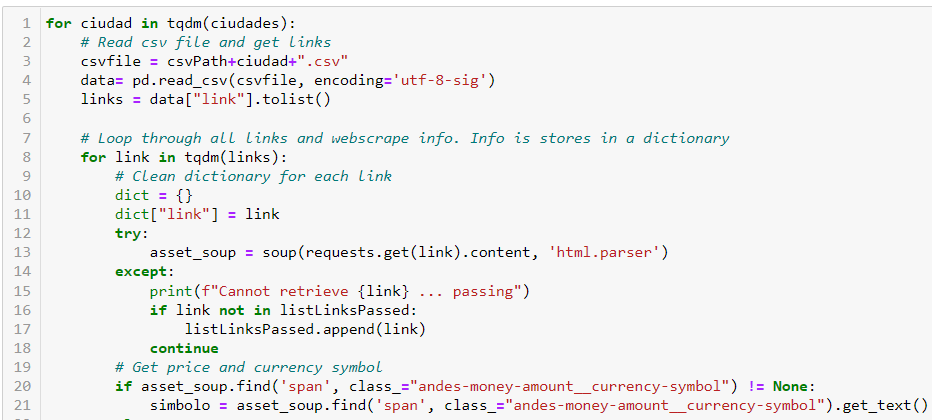 1 for ciudad in tqdm(ciudades):
2     # Read csv file and get links
3     csvfile = csvPath+ciudad+".csv"
4     data= pd.read_csv(csvfile, encoding='utf-8-sig')
5     links = data["link"].tolist()
6
7     # Loop through all links and webscrape info. Info is stores in a dictionary
8     for link in tqdm(links):
9         # Clean dictionary for each link
10         dict = {}
11         dict["link"] = link
12         try:
13             asset_soup = soup(requests.get(link).content, 'html.parser')
14         except:
15             print(f"Cannot retrieve {link} ... passing")
16             if link not in listLinksPassed:
17                 listLinksPassed.append(link)
18             continue
19         # Get price and currency symbol
20         if asset_soup.find('span', class_="andes-money-amount__currency-symbol") != None:
21             simbolo = asset_soup.find('span', class_="andes-money-amount__currency-symbol").get_text()